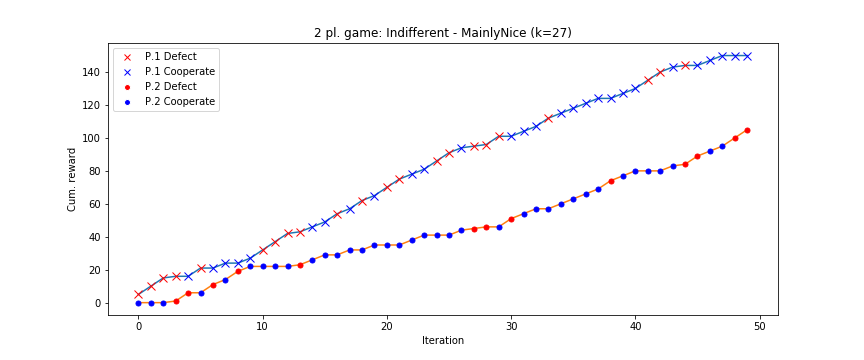 2 pl. game: Indifferent - MainlyNice (k=27)
P.1 Defect
P.1 Cooperate
P.2 Defect
P.2 Cooperate
Cum. reward
140
120
100
80
60
40
20
0
0 10 20 30 40 50
Iteration